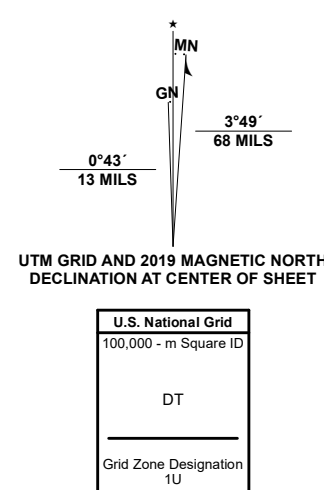 ★
MN
GN
3°49´
68 MILS
0°43´
13 MILS
UTM GRID AND 2019 MAGNETIC NORTH
DECLINATION AT CENTER OF SHEET
U.S. National Grid
100,000 - m Square ID
DT
Grid Zone Designation
1U